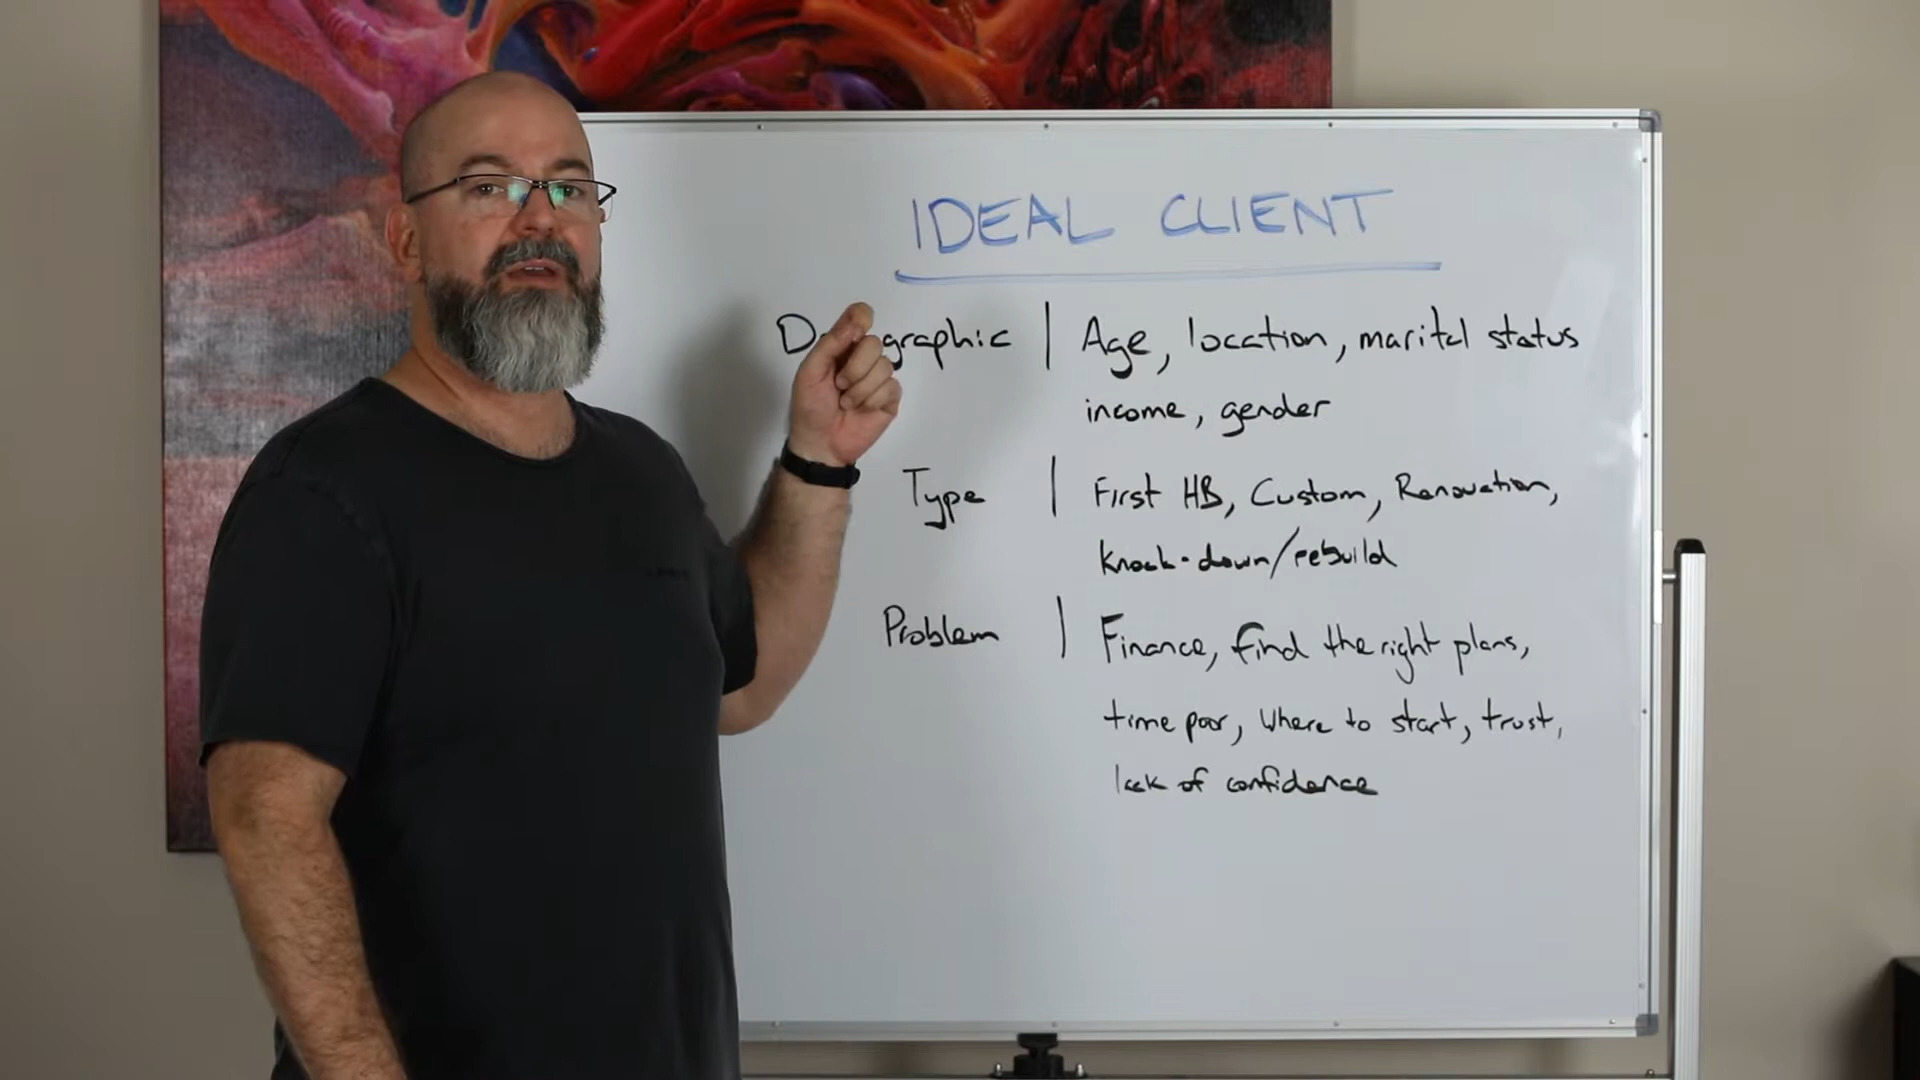 IDEAL CLIENT
D graphic | Age, location, marital status
income, gender
Type | First HB, Custom, Renovation,
knock-down/rebuild
Problem | Finance, find the right plans,
time poor, where to start, trust,
lack of confidence